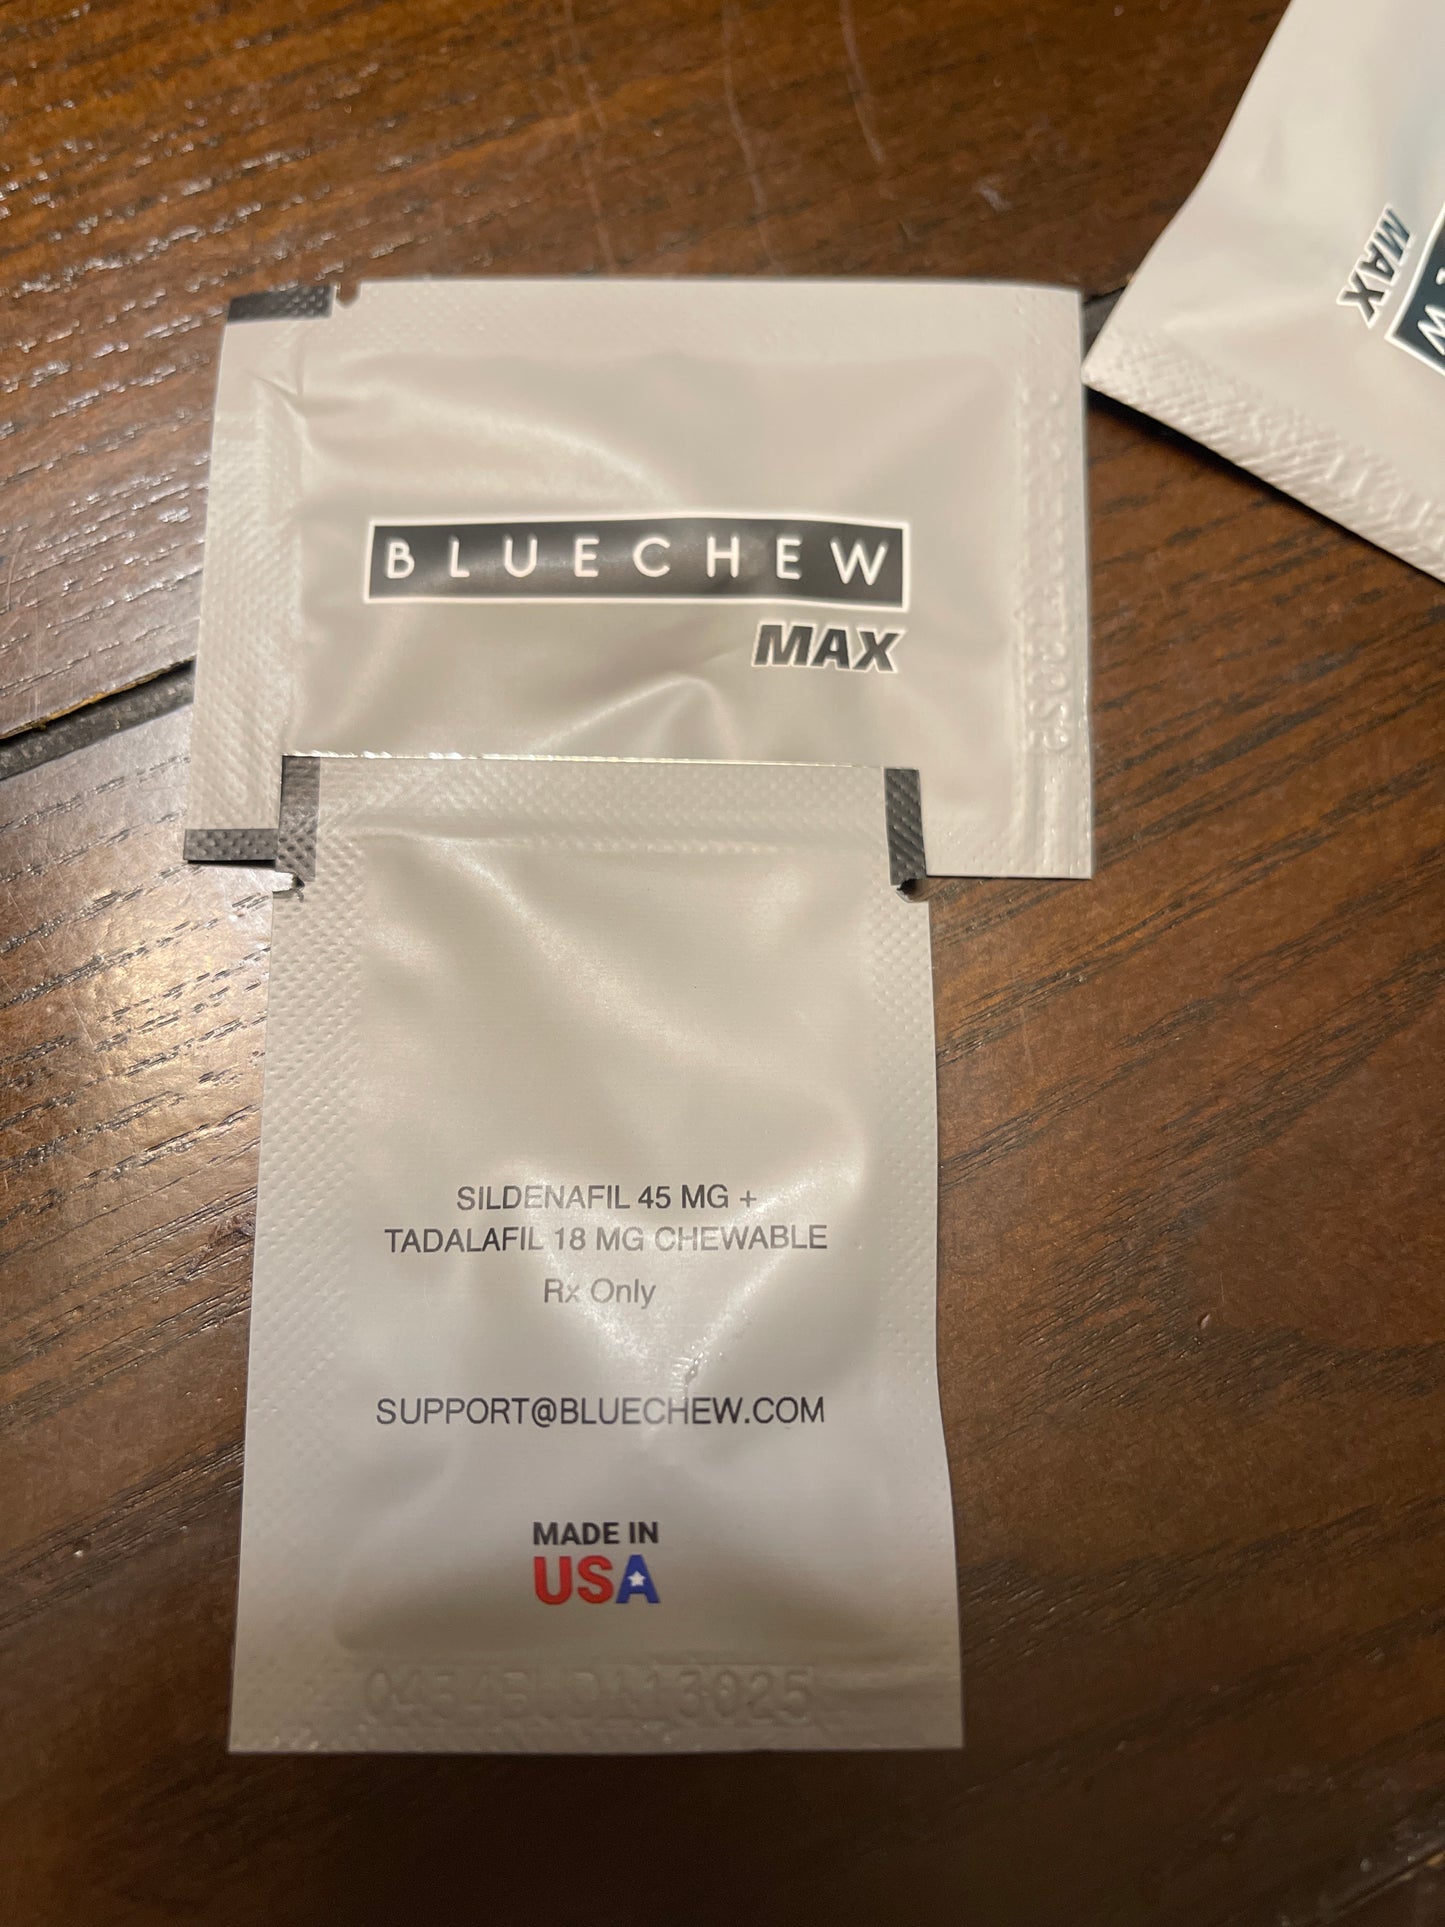 BLUECHEW
MAX
MAX
SILDENAFIL 45 MG +
TADALAFIL 18 MG CHEWABLE
Rx Only
SUPPORT@BLUECHEW.COM
MADE IN
USA